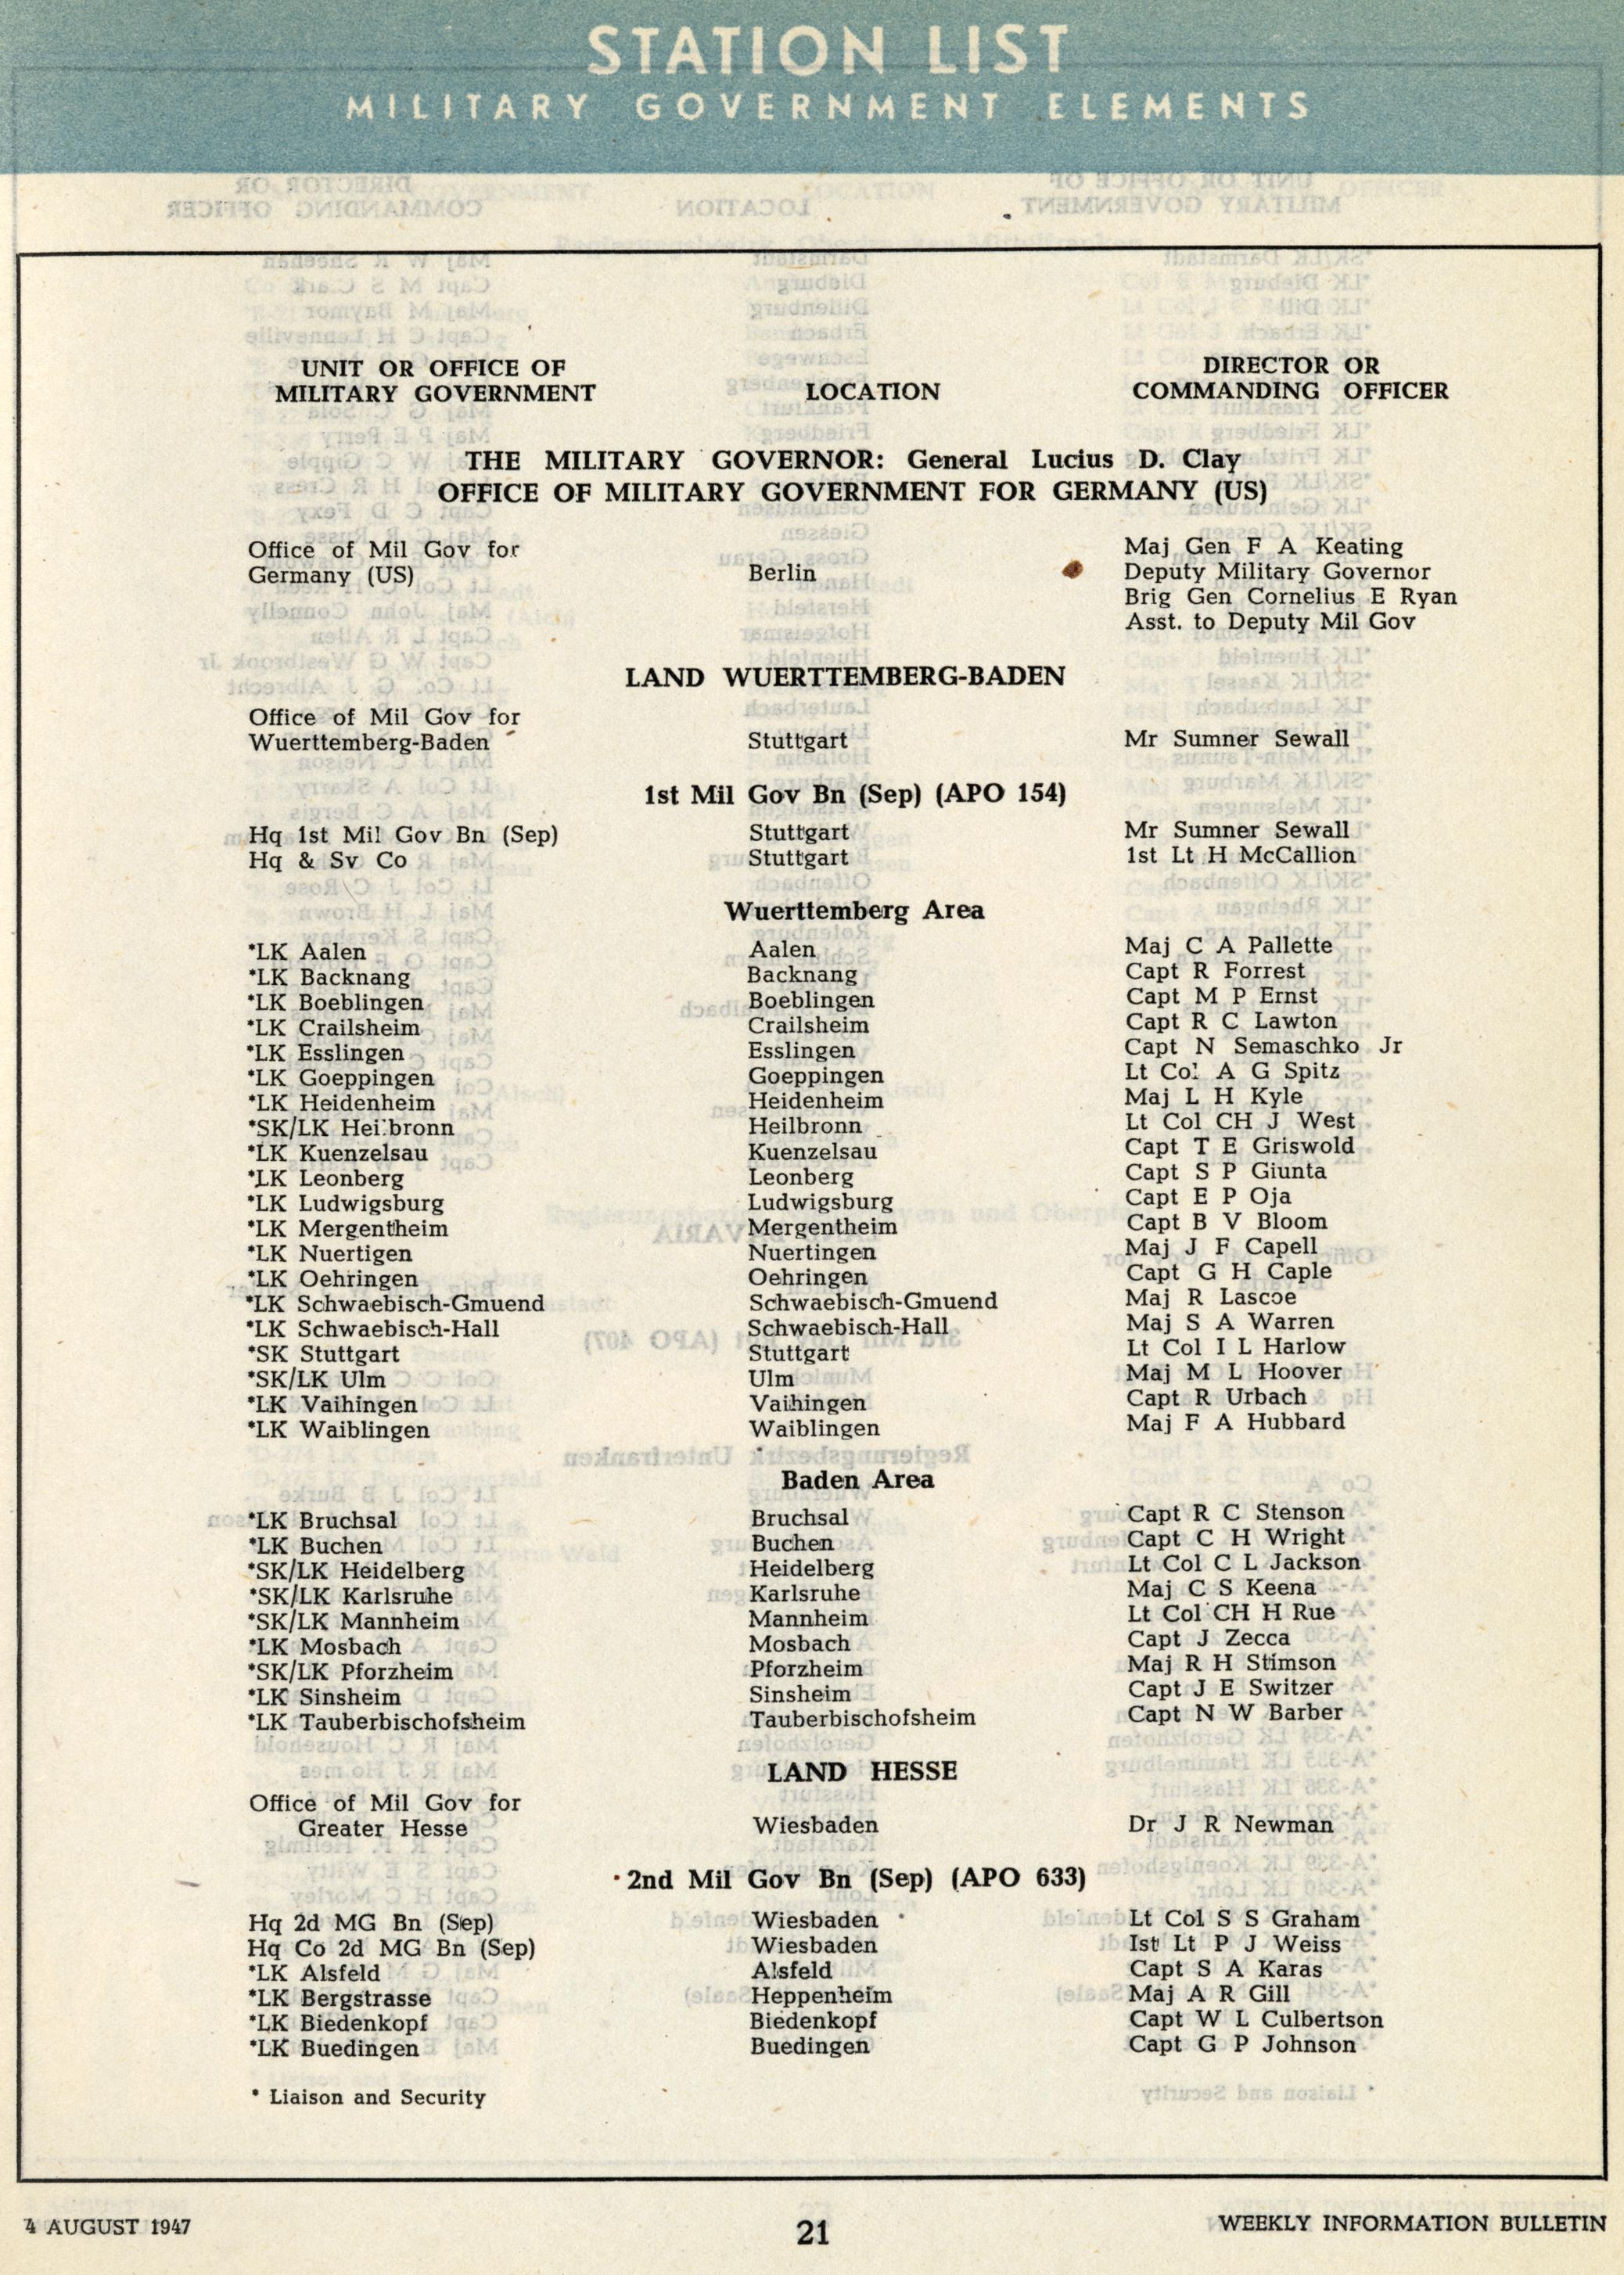 STATION LIST
MILITARY GOVERNMENT ELEMENTS
UNIT OR OFFICE OF MILITARY GOVERNMENT LOCATION DIRECTOR OR COMMANDING OFFICER
THE MILITARY GOVERNOR: General Lucius D. Clay
OFFICE OF MILITARY GOVERNMENT FOR GERMANY (US)
Office of Mil Gov for Maj Gen F A Keating
Germany (US) Berlin Deputy Military Governor
Brig Gen Cornelius E Ryan
Asst. to Deputy Mil Gov
LAND WUERTTEMBERG-BADEN
Office of Mil Gov for
Wuerttemberg-Baden Stuttgart Mr Sumner Sewall
1st Mil Gov Bn (Sep) (APO 154)
Hq 1st Mil Gov Bn (Sep) Stuttgart Mr Sumner Sewall
Hq & Sv Co Stuttgart 1st Lt H McCallion
Wuerttemberg Area
*LK Aalen Aalen Maj C A Pallette
*LK Backnang Backnang Capt R Forrest
*LK Boeblingen Boeblingen Capt M P Ernst
*LK Crailsheim Crailsheim Capt R C Lawton
*LK Esslingen Esslingen Capt N Semaschko Jr
*LK Goeppingen Goeppingen Lt Col A G Spitz
*LK Heidenheim Heidenheim Maj L H Kyle
*SK/LK Heilbronn Heilbronn Lt Col CH J West
*LK Kuenzelsau Kuenzelsau Capt T E Griswold
*LK Leonberg Leonberg Capt S P Giunta
*LK Ludwigsburg Ludwigsburg Capt E P Oja
*LK Mergentheim Mergentheim Capt B V Bloom
*LK Nuertigen Nuertingen Maj J F Capell
*LK Oehringen Oehringen Capt G H Caple
*LK Schwaebisch-Gmuend Schwaebisch-Gmuend Maj R Lascoe
*LK Schwaebisch-Hall Schwaebisch-Hall Maj S A Warren
*SK Stuttgart Stuttgart Lt Col I L Harlow
*SK/LK Ulm Ulm Maj M L Hoover
*LK Vaihingen Vaihingen Capt R Urbach
*LK Waiblingen Waiblingen Maj F A Hubbard
Baden Area
*LK Bruchsal Bruchsal Capt R C Stenson
*LK Buchen Buchen Capt C H Wright
*SK/LK Heidelberg Heidelberg Lt Col C L Jackson
*SK/LK Karlsruhe Karlsruhe Maj C S Keena
*SK/LK Mannheim Mannheim Lt Col CH H Rue
*LK Mosbach Mosbach Capt J Zecca
*SK/LK Pforzheim Pforzheim Maj R H Stimson
*LK Sinsheim Sinsheim Capt J E Switzer
*LK Tauberbischofsheim Tauberbischofsheim Capt N W Barber
LAND HESSE
Office of Mil Gov for
Greater Hesse Wiesbaden Dr J R Newman
2nd Mil Gov Bn (Sep) (APO 633)
Hq 2d MG Bn (Sep) Wiesbaden Lt Col S S Graham
Hq Co 2d MG Bn (Sep) Wiesbaden Ist Lt P J Weiss
*LK Alsfeld Alsfeld Capt S A Karas
*LK Bergstrasse Heppenheim Maj A R Gill
*LK Biedenkopf Biedenkopf Capt W L Culbertson
*LK Buedingen Buedingen Capt G P Johnson
* Liaison and Security
4 AUGUST 1947 21 WEEKLY INFORMATION BULLETIN